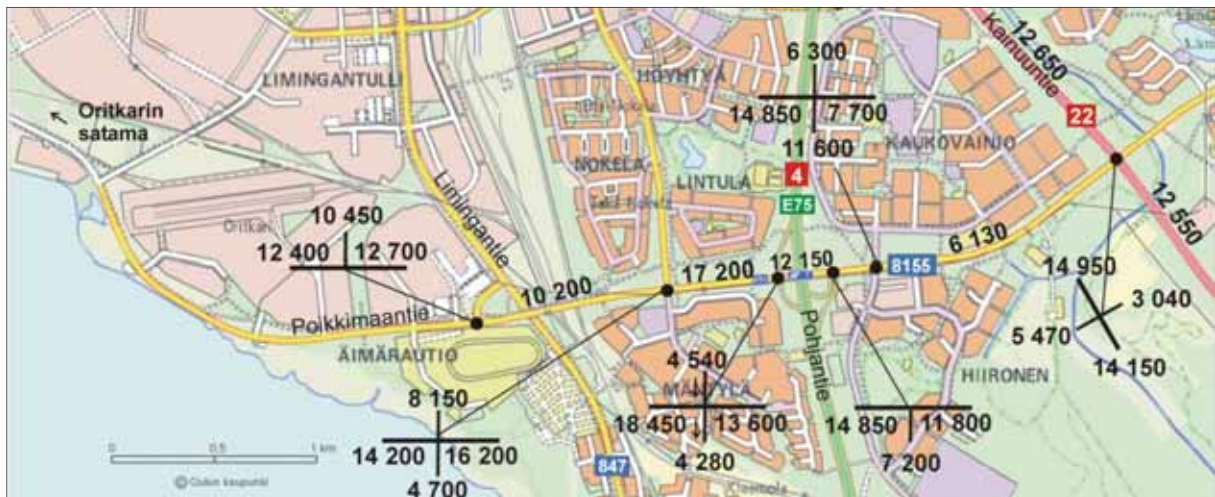 12 650
Kainuuntie
6 300
LIMINGANTULLI
HÖYHTYÄ
Oritkarin
satama
14 850 7 700
22
11 600
KAUKOVAINIO
NOKELA
LINTULA
4
E75
12 550
Limingantie
10 450
Oritkari
12 400 12 700
6 130
12 150
8155
17 200
14 950
10 200
3 040
Poikkimaantie
5 470
ÄIMÄRAUTIO
Pohjantie
4 540
14 150
HIIRONEN
8 150
18 450 13 600
14 850 11 800
0 0,5 1 km
14 200 16 200
4 280
7 200
847
© Oulun kaupunki
4 700